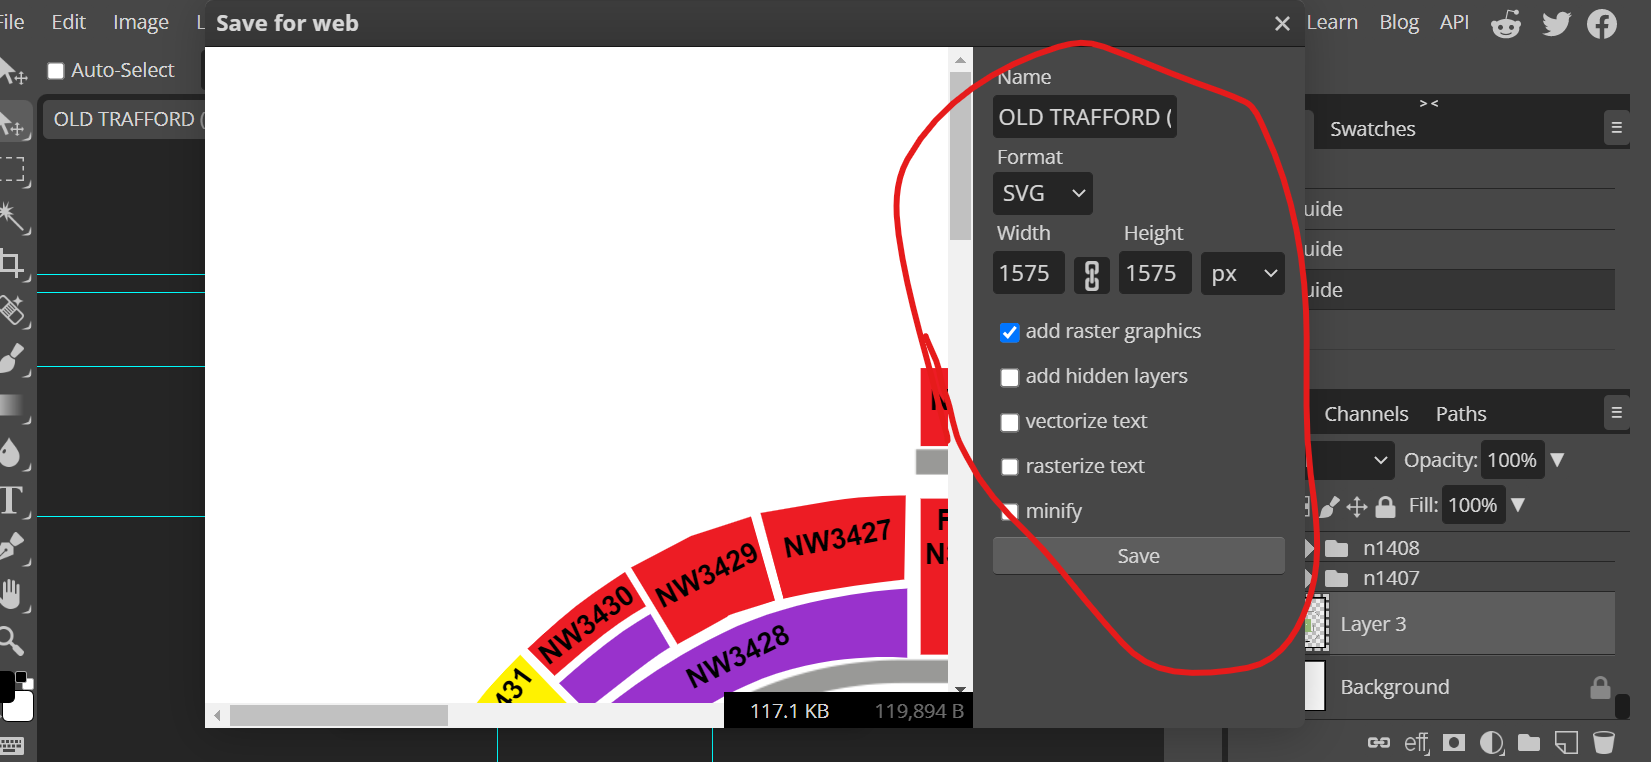 File Edit Image
Save for web
Learn Blog API
Auto-Select
OLD TRAFFORD (
Name
OLD TRAFFORD (
Format
SVG
Width Height
1575 1575 px
add raster graphics
add hidden layers
vectorize text
rasterize text
minify
Save
NW3427
NW3429
NW3430
NW3428
431
117.1 KB 119,894 B
> <
Swatches
uide
uide
uide
Channels Paths
Opacity: 100%
Fill: 100%
n1408
n1407
Layer 3
Background
eff